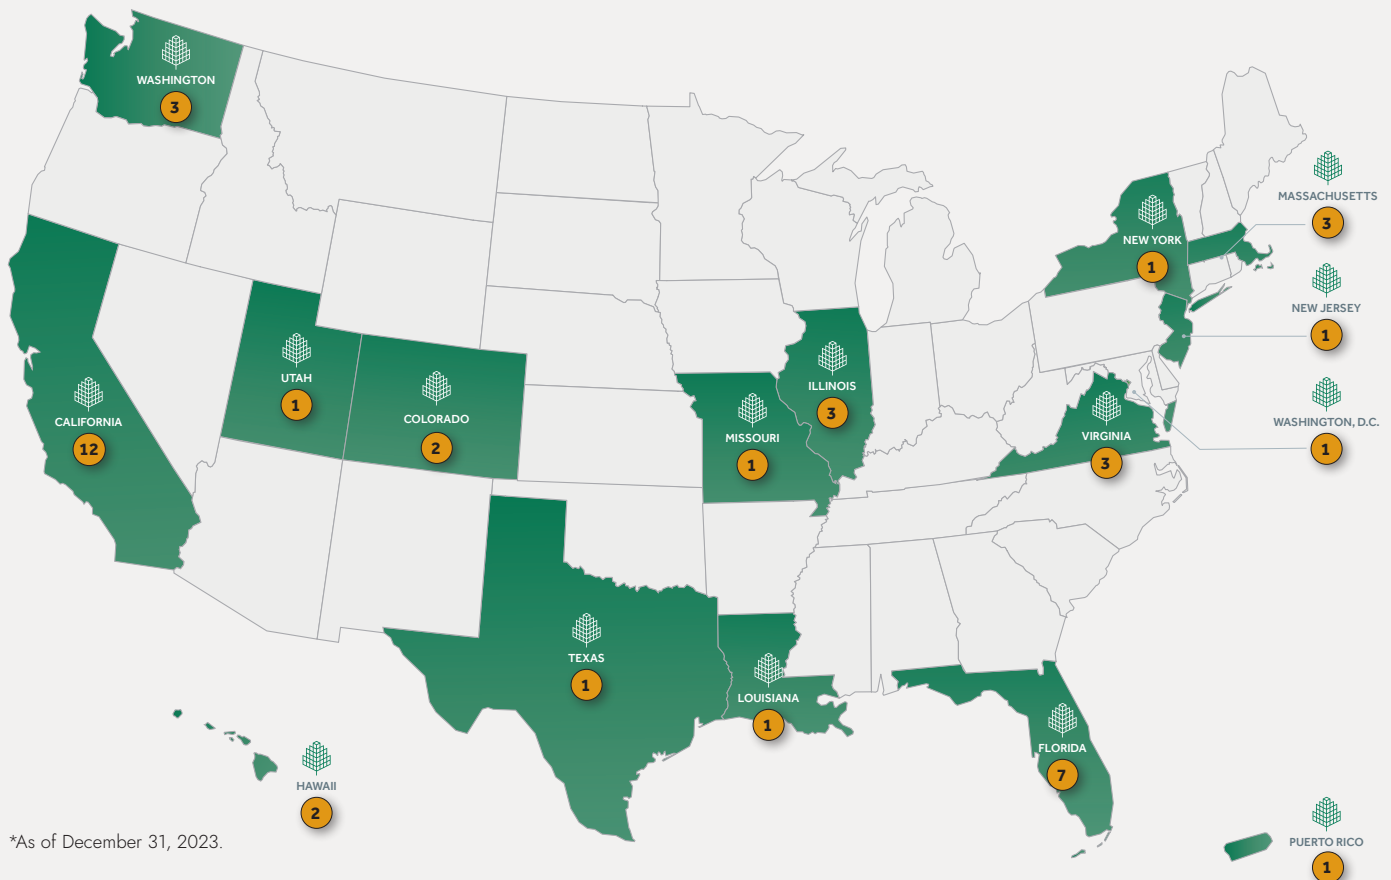 WASHINGTON
3
MASSACHUSETTS
3
NEW YORK
1
NEW JERSEY
1
UTAH
1
COLORADO
2
CALIFORNIA
12
ILLINOIS
3
MISSOURI
1
VIRGINIA
3
WASHINGTON, D.C.
1
TEXAS
1
LOUISIANA
1
FLORIDA
7
HAWAII
2
PUERTO RICO
1
*As of December 31, 2023.